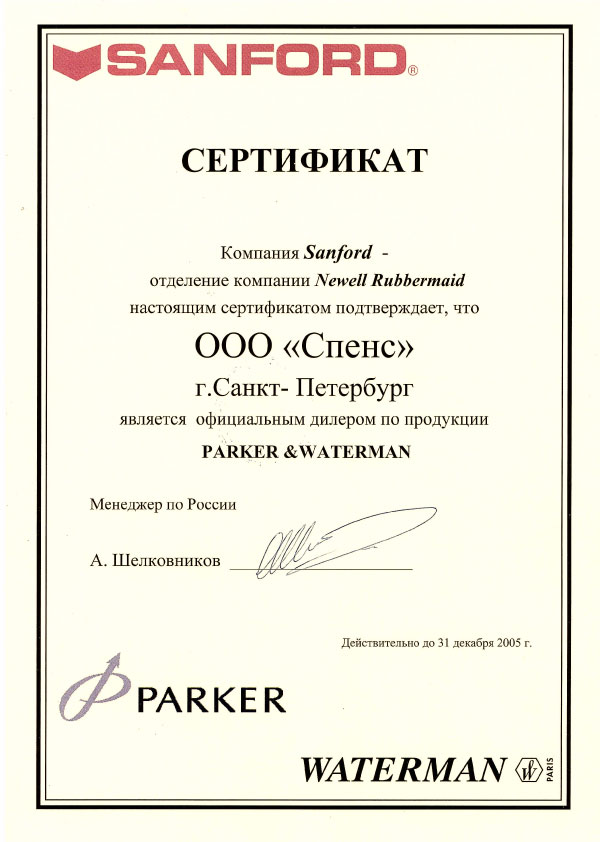 SANFORD®
СЕРТИФИКАТ
Компания Sanford -
отделение компании Newell Rubbermaid
настоящим сертификатом подтверждает, что
ООО «Спенс»
г.Санкт- Петербург
является официальным дилером по продукции
PARKER &WATERMAN
Менеджер по России
А. Шелковников
Действительно до 31 декабря 2005 г.
PARKER
WATERMAN W PARIS